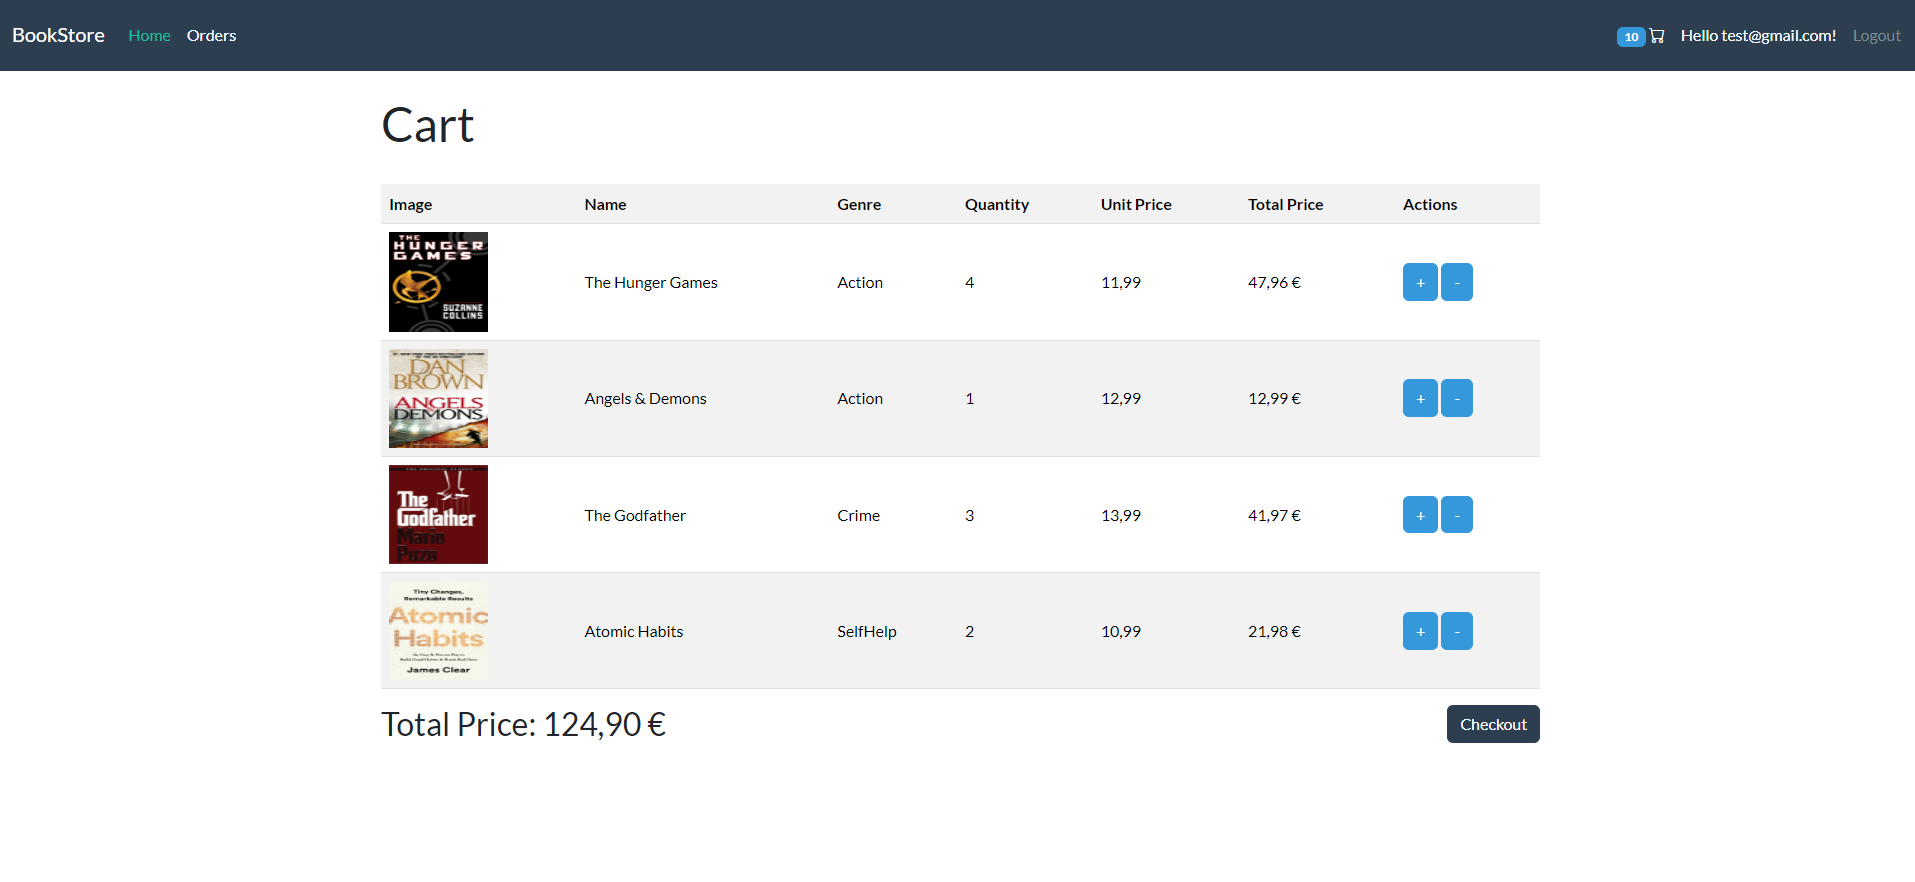 BookStore Home Orders 10 Hello test@gmail.com! Logout
Cart
Image Name Genre Quantity Unit Price Total Price Actions
THE
HUNGER
GAMES
SUZANNE
COLLINS
The Hunger Games Action 4 11,99 47,96 € + -
DAN
BROWN
ANGELS
DEMONS
Angels & Demons Action 1 12,99 12,99 € + -
The
Godfather
Mario
Puzo
The Godfather Crime 3 13,99 41,97 € + -
Tiny Changes,
Remarkable Results
Atomic
Habits
James Clear
Atomic Habits SelfHelp 2 10,99 21,98 € + -
Total Price: 124,90 € Checkout